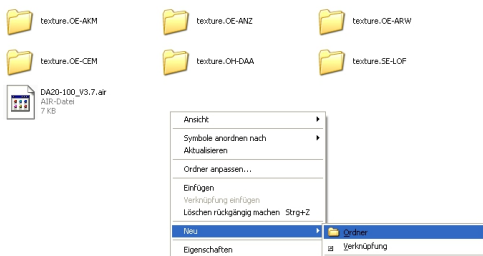 texture.OE-AKM
texture.OE-ANZ
texture.OE-ARW
texture.OE-CEM
texture.OH-DAA
texture.SE-LOF
DA20-100_V3.7.air
AIR-Datei
7 KB
Ansicht
Symbole anordnen nach
Aktualisieren
Ordner anpassen...
Einfügen
Verknüpfung einfügen
Löschen rückgängig machen Strg+Z
Neu
Ordner
Verknüpfung
Eigenschaften